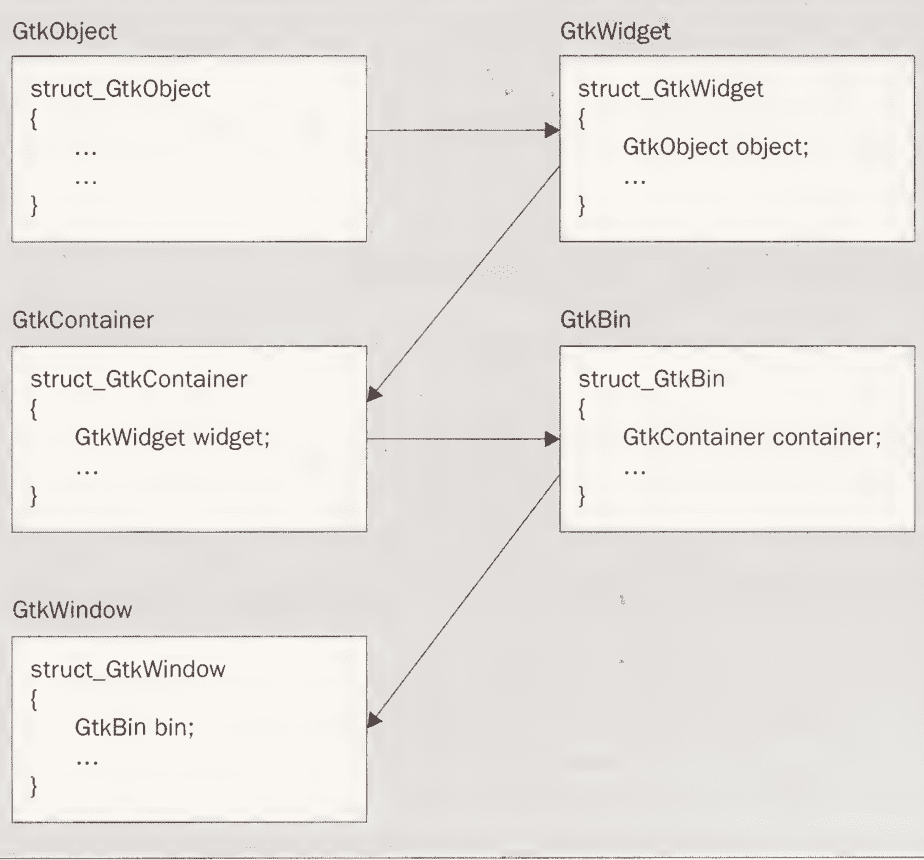 GtkObject
struct_GtkObject
{
...
...
}
GtkWidget
struct_GtkWidget
{
GtkObject object;
...
}
GtkContainer
struct_GtkContainer
{
GtkWidget widget;
...
}
GtkBin
struct_GtkBin
{
GtkContainer container;
...
}
GtkWindow
struct_GtkWindow
{
GtkBin bin;
...
}